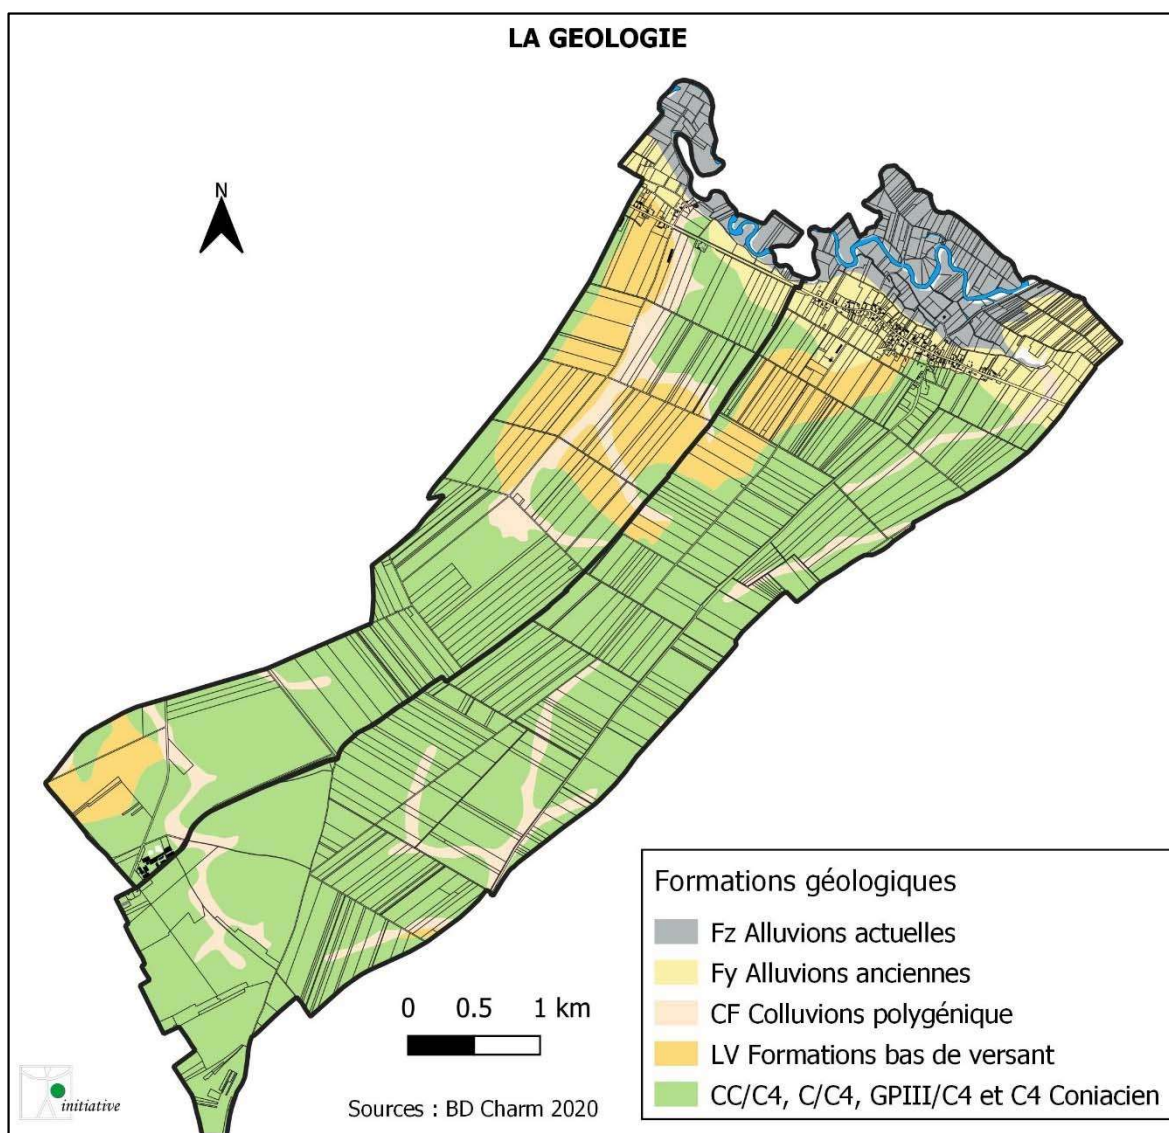 LA GEOLOGIE
N
Formations géologiques
Fz Alluvions actuelles
Fy Alluvions anciennes
CF Colluvions polygénique
LV Formations bas de versant
CC/C4, C/C4, GPIII/C4 et C4 Coniacien
0 0.5 1 km
Sources : BD Charm 2020
initiative